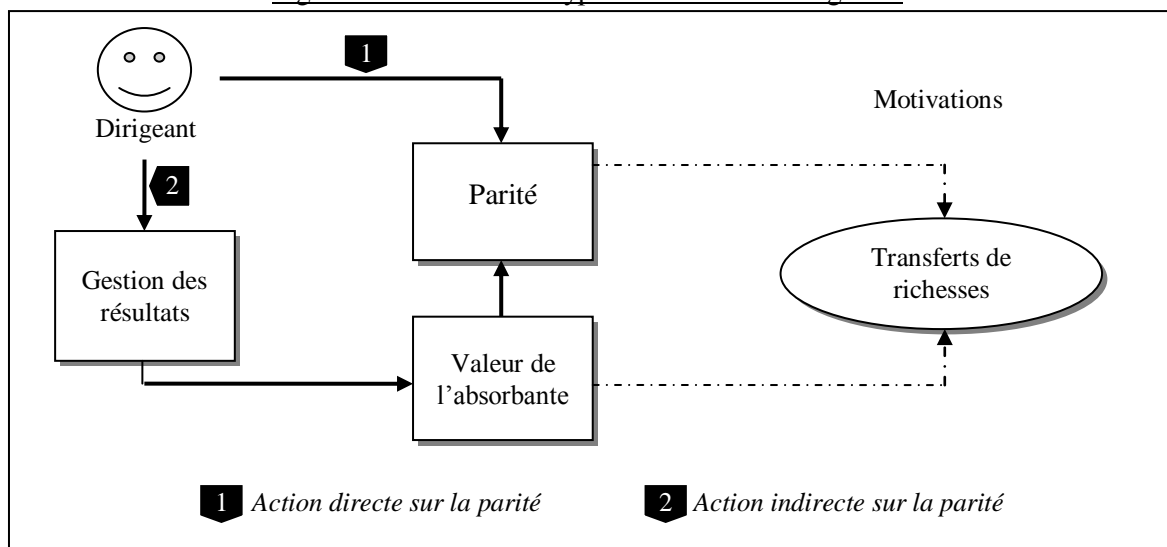 1
Dirigeant
Motivations
2
Parité
Gestion des
résultats
Transferts de
richesses
Valeur de
l’absorbante
1 Action directe sur la parité
2 Action indirecte sur la parité